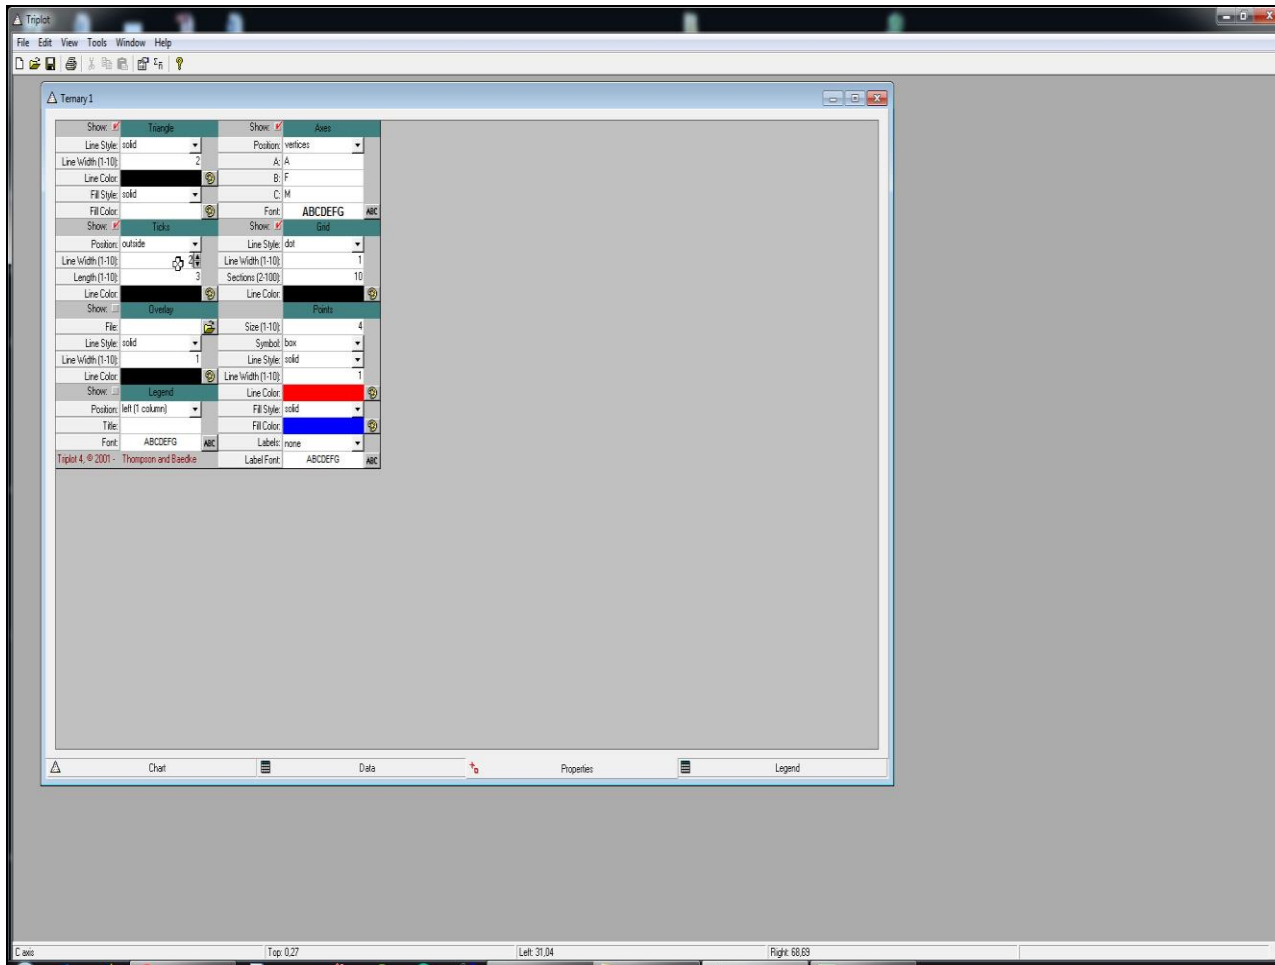 Triplot
File Edit View Tools Window Help
Ternary1
Show: Triangle Show: Axes
Line Style: solid Position: vertices
Line Width (1-10): 2 A: A
Line Color: B: F
Fill Style: solid C: M
Fill Color: Font: ABCDEFG ABC
Show: Ticks Show: Grid
Position: outside Line Style: dot
Line Width (1-10): 2 Line Width (1-10): 1
Length (1-10): 3 Sections (2-100): 10
Line Color: Line Color:
Show: Overlay Points
File: Size (1-10): 4
Line Style: solid Symbol: box
Line Width (1-10): 1 Line Style: solid
Line Color: Line Width (1-10): 1
Show: Legend Line Color:
Position: left (1 column) Fill Style: solid
Title: Fill Color:
Font: ABCDEFG ABC Labels: none
Triplot 4, © 2001 - Thompson and Baedke Label Font: ABCDEFG ABC
Chart Data Properties Legend
C axis Top: 0,27 Left: 31,04 Right: 68,69